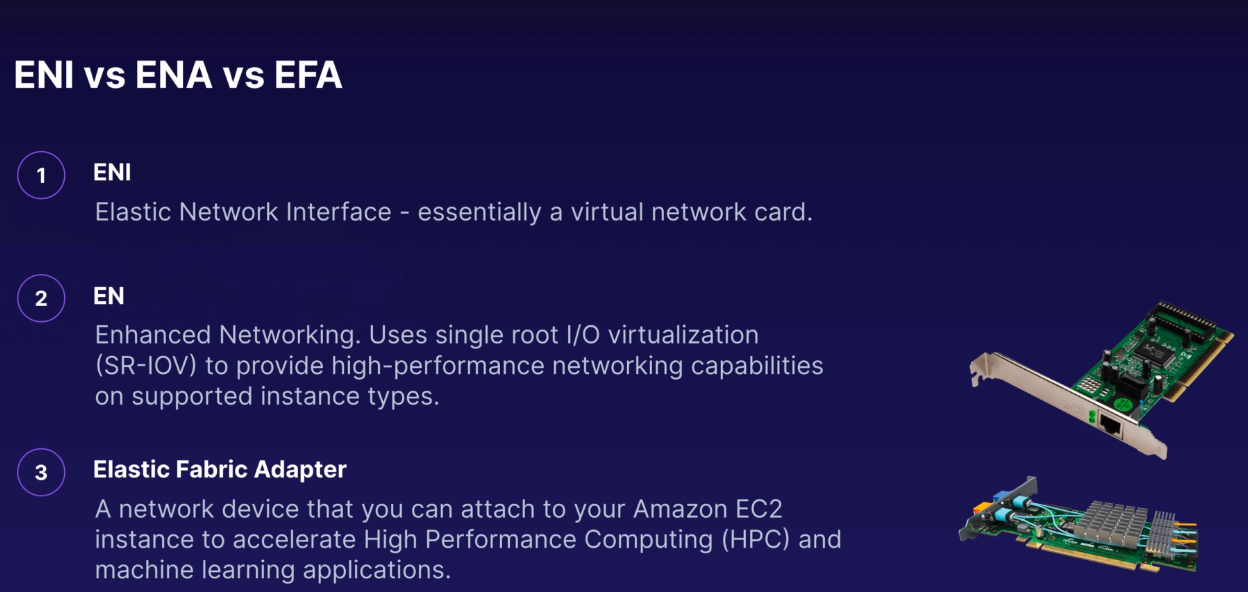 ENI vs ENA vs EFA
1
ENI
Elastic Network Interface - essentially a virtual network card.
2
EN
Enhanced Networking. Uses single root I/O virtualization
(SR-IOV) to provide high-performance networking capabilities
on supported instance types.
3
Elastic Fabric Adapter
A network device that you can attach to your Amazon EC2
instance to accelerate High Performance Computing (HPC) and
machine learning applications.